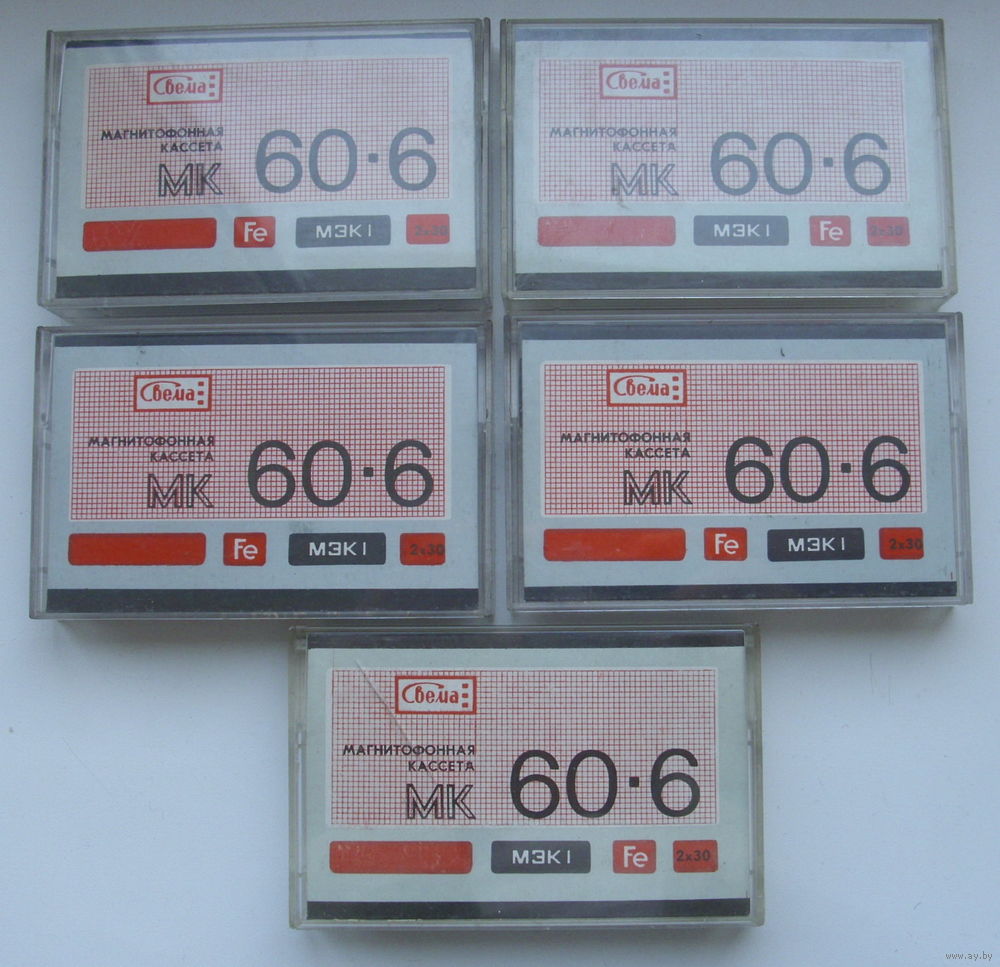 Свема
МАГНИТОФОННАЯ
КАССЕТА
МК 60·6
Fe МЭК I 2x30
Свема
МАГНИТОФОННАЯ
КАССЕТА
МК 60·6
МЭК I Fe 2x30
Свема
МАГНИТОФОННАЯ
КАССЕТА
МК 60·6
Fe МЭК I 2x30
Свема
МАГНИТОФОННАЯ
КАССЕТА
МК 60·6
Fe МЭК I 2x30
Свема
МАГНИТОФОННАЯ
КАССЕТА
МК 60·6
МЭК I Fe 2x30
www.ay.by